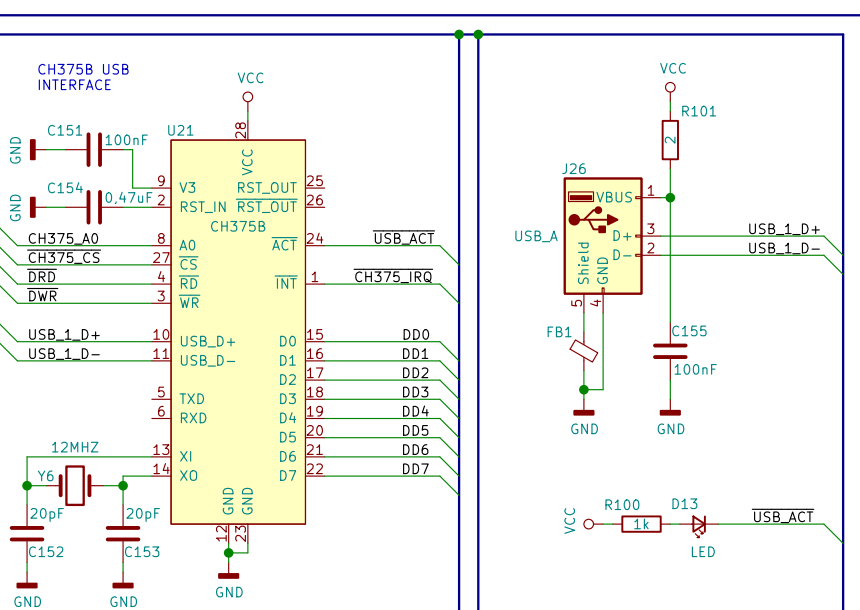 CH375B USB
INTERFACE
VCC
U21
28
VCC
C151
100nF
GND
C154
0,47uF
GND
9
V3
2
RST_IN
CH375B
RST_OUT
25
RST_OUT
26
CH375_A0
8
A0
CH375_CS
27
CS
DRD
4
RD
DWR
3
WR
ACT
24
USB_ACT
INT
1
CH375_IRQ
USB_1_D+
10
USB_D+
USB_1_D-
11
USB_D-
D0
15
DD0
D1
16
DD1
D2
17
DD2
D3
18
DD3
D4
19
DD4
D5
20
DD5
D6
21
DD6
D7
22
DD7
5
TXD
6
RXD
12MHZ
13
XI
14
XO
Y6
20pF
C152
GND
20pF
C153
GND
GND
GND
12
23
GND
VCC
R101
2
J26
USB_A
VBUS
1
D+
3
USB_1_D+
D-
2
USB_1_D-
Shield
GND
5
4
FB1
GND
C155
100nF
GND
VCC
R100
1k
D13
LED
USB_ACT